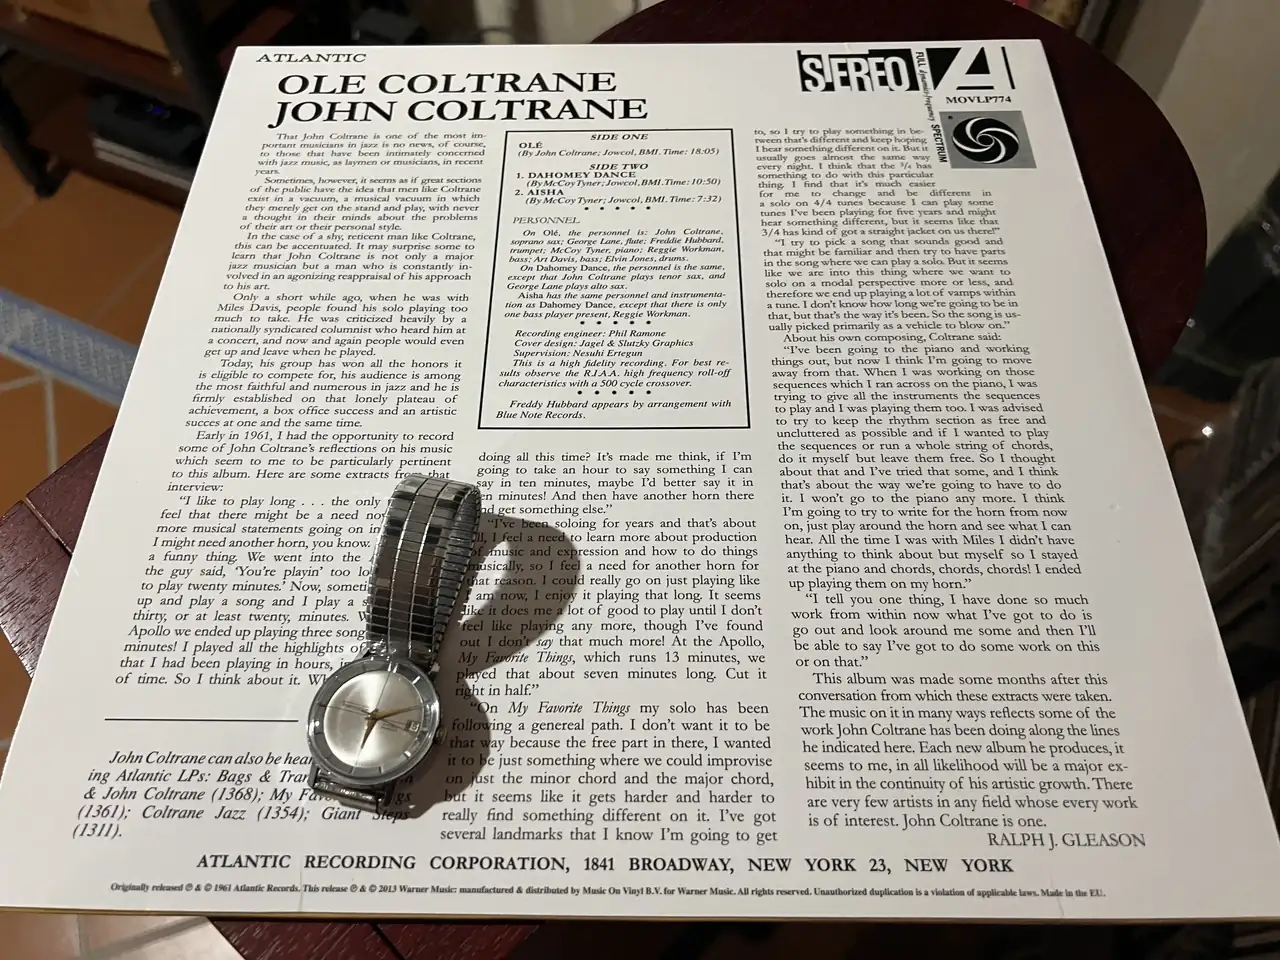 ATLANTIC
OLE COLTRANE
JOHN COLTRANE
STEREO
FULL dynamics-frequency SPECTRUM
A
MOVLP774
That John Coltrane is one of the most im-
portant musicians in jazz is no news, of course,
to those that have been intimately concerned
with jazz music, as laymen or musicians, in recent
years.
Sometimes, however, it seems as if great sections
of the public have the idea that men like Coltrane
exist in a vacuum, a musical vacuum in which
they merely get on the stand and play, with never
a thought in their minds about the problems
of their art or their personal style.
In the case of a shy, reticent man like Coltrane,
this can be accentuated. It may surprise some to
learn that John Coltrane is not only a major
jazz musician but a man who is constantly in-
volved in an agonizing reappraisal of his approach
to his art.
Only a short while ago, when he was with
Miles Davis, people found his solo playing too
much to take. He was criticized heavily by a
nationally syndicated columnist who heard him at
a concert, and now and again people would even
get up and leave when he played.
Today, his group has won all the honors it
is eligible to compete for, his audience is among
the most faithful and numerous in jazz and he is
firmly established on that lonely plateau of
achievement, a box office success and an artistic
succes at one and the same time.
Early in 1961, I had the opportunity to record
some of John Coltrane's reflections on his music
which seem to me to be particularly pertinent
to this album. Here are some extracts from that
interview:
"I like to play long . . . the only
feel that there might be a need now
more musical statements going on in
I might need another horn, you know.
a funny thing. We went into the
the guy said, 'You're playin' too lo
to play twenty minutes.' Now, someti
up and play a song and I play a s
thirty, or at least twenty, minutes. W
Apollo we ended up playing three song
minutes! I played all the highlights of
that I had been playing in hours, in
of time. So I think about it. Wh
John Coltrane can also be hear
ing Atlantic LPs: Bags & Tran
& John Coltrane (1368); My Favo gs
(1361); Coltrane Jazz (1354); Giant Steps
(1311).
SIDE ONE
OLÉ
(By John Coltrane; Jowcol, BMI. Time: 18:05)
SIDE TWO
1. DAHOMEY DANCE
(By McCoy Tyner; Jowcol, BMI. Time: 10:50)
2. AISHA
(By McCoy Tyner; Jowcol, BMI. Time: 7:32)
PERSONNEL
On Olé, the personnel is: John Coltrane,
soprano sax; George Lane, flute; Freddie Hubbard,
trumpet; McCoy Tyner, piano; Reggie Workman,
bass; Art Davis, bass; Elvin Jones, drums.
On Dahomey Dance, the personnel is the same,
except that John Coltrane plays tenor sax, and
George Lane plays alto sax.
Aisha has the same personnel and instrumenta-
tion as Dahomey Dance, except that there is only
one bass player present, Reggie Workman.
Recording engineer: Phil Ramone
Cover design: Jagel & Slutzky Graphics
Supervision: Nesuhi Ertegun
This is a high fidelity recording. For best re-
sults observe the R.I.A.A. high frequency roll-off
characteristics with a 500 cycle crossover.
Freddy Hubbard appears by arrangement with
Blue Note Records.
doing all this time? It's made me think, if I'm
going to take an hour to say something I can
say in ten minutes, maybe I'd better say it in
en minutes! And then have another horn there
nd get something else."
"I've been soloing for years and that's about
ll, I feel a need to learn more about production
of music and expression and how to do things
musically, so I feel a need for another horn for
that reason. I could really go on just playing like
I am now, I enjoy it playing that long. It seems
like it does me a lot of good to play until I don't
feel like playing any more, though I've found
out I don't say that much more! At the Apollo,
My Favorite Things, which runs 13 minutes, we
played that about seven minutes long. Cut it
right in half."
"On My Favorite Things my solo has been
following a genereal path. I don't want it to be
that way because the free part in there, I wanted
it to be just something where we could improvise
on just the minor chord and the major chord,
but it seems like it gets harder and harder to
really find something different on it. I've got
several landmarks that I know I'm going to get
to, so I try to play something in be-
tween that's different and keep hoping
I hear something different on it. But it
usually goes almost the same way
every night. I think that the 3/4 has
something to do with this particular
thing. I find that it's much easier
for me to change and be different in
a solo on 4/4 tunes because I can play some
tunes I've been playing for five years and might
hear something different, but it seems like that
3/4 has kind of got a straight jacket on us there!"
"I try to pick a song that sounds good and
that might be familiar and then try to have parts
in the song where we can play a solo. But it seems
like we are into this thing where we want to
solo on a modal perspective more or less, and
therefore we end up playing a lot of vamps within
a tune. I don't know how long we're going to be in
that, but that's the way it's been. So the song is us-
ually picked primarily as a vehicle to blow on."
About his own composing, Coltrane said:
"I've been going to the piano and working
things out, but now I think I'm going to move
away from that. When I was working on those
sequences which I ran across on the piano, I was
trying to give all the instruments the sequences
to play and I was playing them too. I was advised
to try to keep the rhythm section as free and
uncluttered as possible and if I wanted to play
the sequences or run a whole string of chords,
do it myself but leave them free. So I thought
about that and I've tried that some, and I think
that's about the way we're going to have to do
it. I won't go to the piano any more. I think
I'm going to try to write for the horn from now
on, just play around the horn and see what I can
hear. All the time I was with Miles I didn't have
anything to think about but myself so I stayed
at the piano and chords, chords, chords! I ended
up playing them on my horn."
"I tell you one thing, I have done so much
work from within now what I've got to do is
go out and look around me some and then I'll
be able to say I've got to do some work on this
or on that."
This album was made some months after this
conversation from which these extracts were taken.
The music on it in many ways reflects some of the
work John Coltrane has been doing along the lines
he indicated here. Each new album he produces, it
seems to me, in all likelihood will be a major ex-
hibit in the continuity of his artistic growth. There
are very few artists in any field whose every work
is of interest. John Coltrane is one.
RALPH J. GLEASON
ATLANTIC RECORDING CORPORATION, 1841 BROADWAY, NEW YORK 23, NEW YORK
Originally released ℗ & © 1961 Atlantic Records. This release ℗ & © 2013 Warner Music: manufactured & distributed by Music On Vinyl B.V. for Warner Music. All rights reserved. Unauthorized duplication is a violation of applicable laws. Made in the EU.